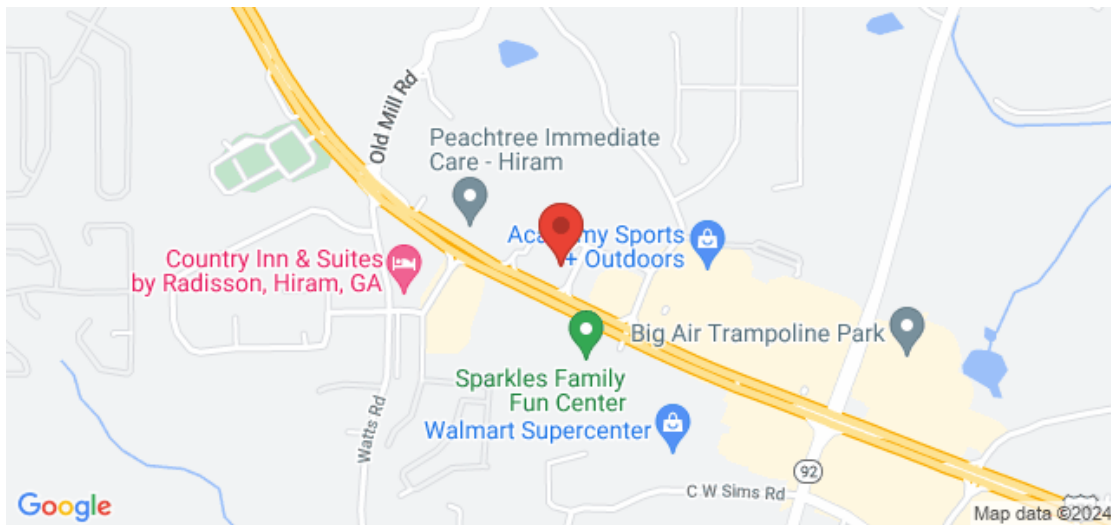 Old Mill Rd
Peachtree Immediate
Care - Hiram
Sports
+ Outdoors
Country Inn & Suites
by Radisson, Hiram, GA
Big Air Trampoline Park
Sparkles Family
Fun Center
Watts Rd
Walmart Supercenter
92
C W Sims Rd
Google
Map data ©2024